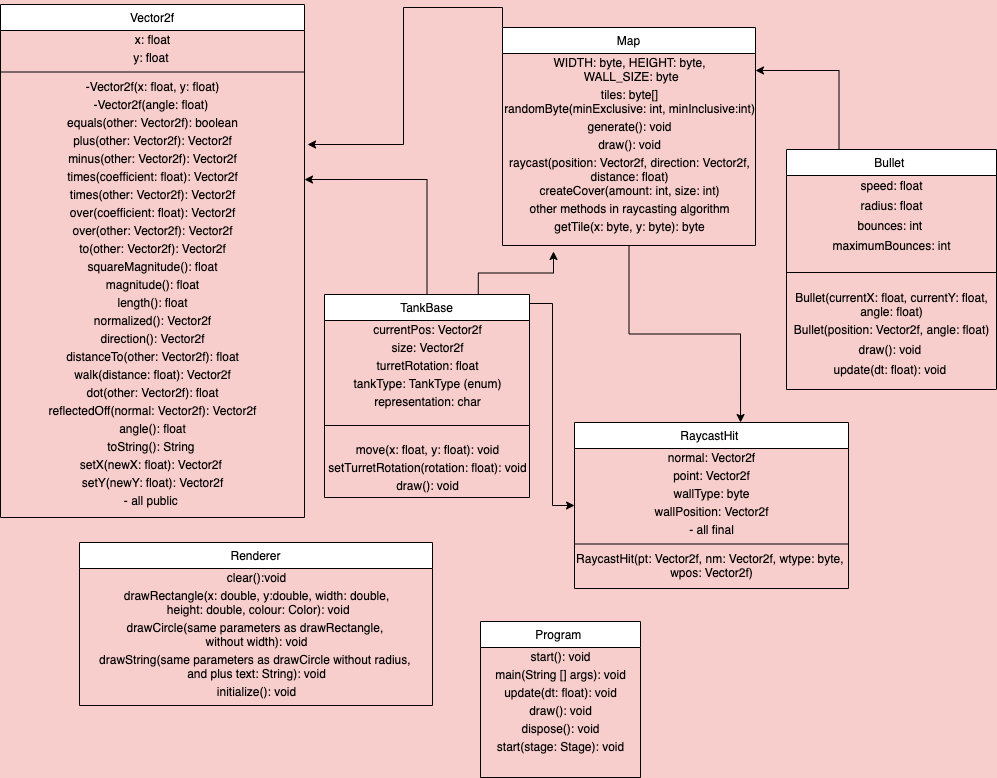 Vector2f
x: float
y: float
-Vector2f(x: float, y: float)
-Vector2f(angle: float)
equals(other: Vector2f): boolean
plus(other: Vector2f): Vector2f
minus(other: Vector2f): Vector2f
times(coefficient: float): Vector2f
times(other: Vector2f): Vector2f
over(coefficient: float): Vector2f
over(other: Vector2f): Vector2f
to(other: Vector2f): Vector2f
squareMagnitude(): float
magnitude(): float
length(): float
normalized(): Vector2f
direction(): Vector2f
distanceTo(other: Vector2f): float
walk(distance: float): Vector2f
dot(other: Vector2f): float
reflectedOff(normal: Vector2f): Vector2f
angle(): float
toString(): String
setX(newX: float): Vector2f
setY(newY: float): Vector2f
- all public
Map
WIDTH: byte, HEIGHT: byte,
WALL_SIZE: byte
tiles: byte[]
randomByte(minExclusive: int, minInclusive:int)
generate(): void
draw(): void
raycast(position: Vector2f, direction: Vector2f,
distance: float)
createCover(amount: int, size: int)
other methods in raycasting algorithm
getTile(x: byte, y: byte): byte
Bullet
speed: float
radius: float
bounces: int
maximumBounces: int
Bullet(currentX: float, currentY: float,
angle: float)
Bullet(position: Vector2f, angle: float)
draw(): void
update(dt: float): void
TankBase
currentPos: Vector2f
size: Vector2f
turretRotation: float
tankType: TankType (enum)
representation: char
move(x: float, y: float): void
setTurretRotation(rotation: float): void
draw(): void
RaycastHit
normal: Vector2f
point: Vector2f
wallType: byte
wallPosition: Vector2f
- all final
RaycastHit(pt: Vector2f, nm: Vector2f, wtype: byte,
wpos: Vector2f)
Renderer
clear():void
drawRectangle(x: double, y:double, width: double,
height: double, colour: Color): void
drawCircle(same parameters as drawRectangle,
without width): void
drawString(same parameters as drawCircle without radius,
and plus text: String): void
initialize(): void
Program
start(): void
main(String [] args): void
update(dt: float): void
draw(): void
dispose(): void
start(stage: Stage): void